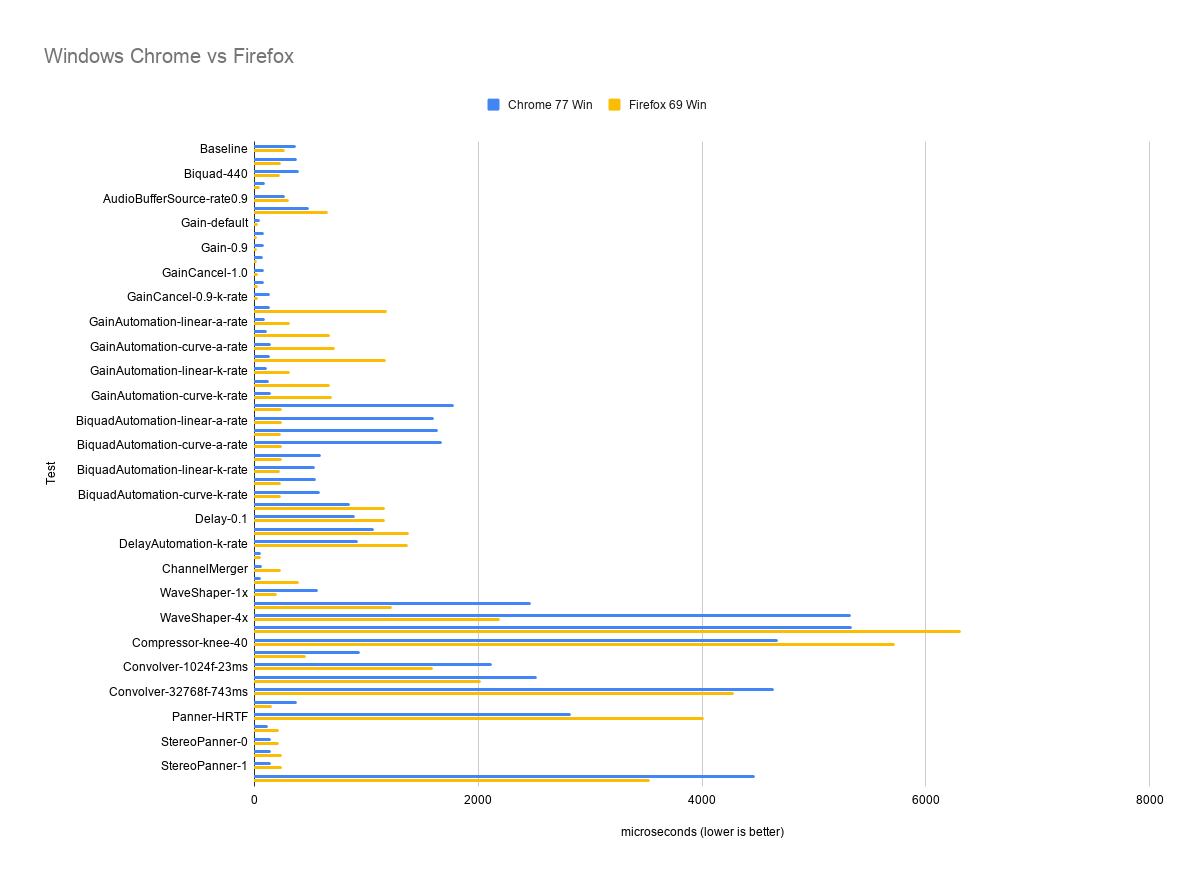 Windows Chrome vs Firefox
Chrome 77 Win
Firefox 69 Win
Baseline
Biquad-440
AudioBufferSource-rate0.9
Gain-default
Gain-0.9
GainCancel-1.0
GainCancel-0.9-k-rate
GainAutomation-linear-a-rate
GainAutomation-curve-a-rate
GainAutomation-linear-k-rate
GainAutomation-curve-k-rate
BiquadAutomation-linear-a-rate
BiquadAutomation-curve-a-rate
BiquadAutomation-linear-k-rate
BiquadAutomation-curve-k-rate
Delay-0.1
DelayAutomation-k-rate
ChannelMerger
WaveShaper-1x
WaveShaper-4x
Compressor-knee-40
Convolver-1024f-23ms
Convolver-32768f-743ms
Panner-HRTF
StereoPanner-0
StereoPanner-1
Test
0 2000 4000 6000 8000
microseconds (lower is better)